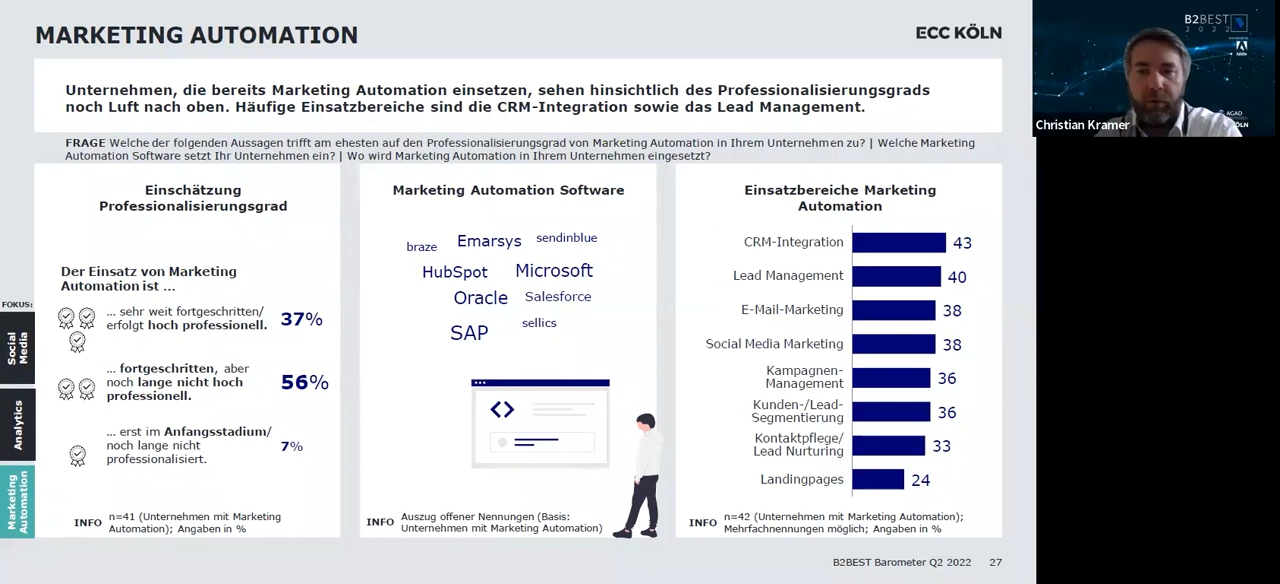 MARKETING AUTOMATION
ECC KÖLN
Unternehmen, die bereits Marketing Automation einsetzen, sehen hinsichtlich des Professionalisierungsgrads
noch Luft nach oben. Häufige Einsatzbereiche sind die CRM-Integration sowie das Lead Management.
FRAGE Welche der folgenden Aussagen trifft am ehesten auf den Professionalisierungsgrad von Marketing Automation in Ihrem Unternehmen zu? | Welche Marketing
Automation Software setzt Ihr Unternehmen ein? | Wo wird Marketing Automation in Ihrem Unternehmen eingesetzt?
FOKUS:
Social
Media
Analytics
Marketing
Automation
Einschätzung
Professionalisierungsgrad
Der Einsatz von Marketing
Automation ist ...
... sehr weit fortgeschritten/
erfolgt hoch professionell.
37%
... fortgeschritten, aber
noch lange nicht hoch
professionell.
56%
... erst im Anfangsstadium/
noch lange nicht
professionalisiert.
7%
INFO
n=41 (Unternehmen mit Marketing
Automation); Angaben in %
Marketing Automation Software
braze
Emarsys
sendinblue
HubSpot
Microsoft
Oracle
Salesforce
SAP
sellics
INFO
Auszug offener Nennungen (Basis:
Unternehmen mit Marketing Automation)
Einsatzbereiche Marketing
Automation
CRM-Integration 43
Lead Management 40
E-Mail-Marketing 38
Social Media Marketing 38
Kampagnen-
Management 36
Kunden-/Lead-
Segmentierung 36
Kontaktpflege/
Lead Nurturing 33
Landingpages 24
INFO
n=42 (Unternehmen mit Marketing Automation);
Mehrfachnennungen möglich; Angaben in %
B2BEST Barometer Q2 2022 27
B2BEST
2 0 2 2
Adobe
AGAD
KÖLN
Christian Kramer